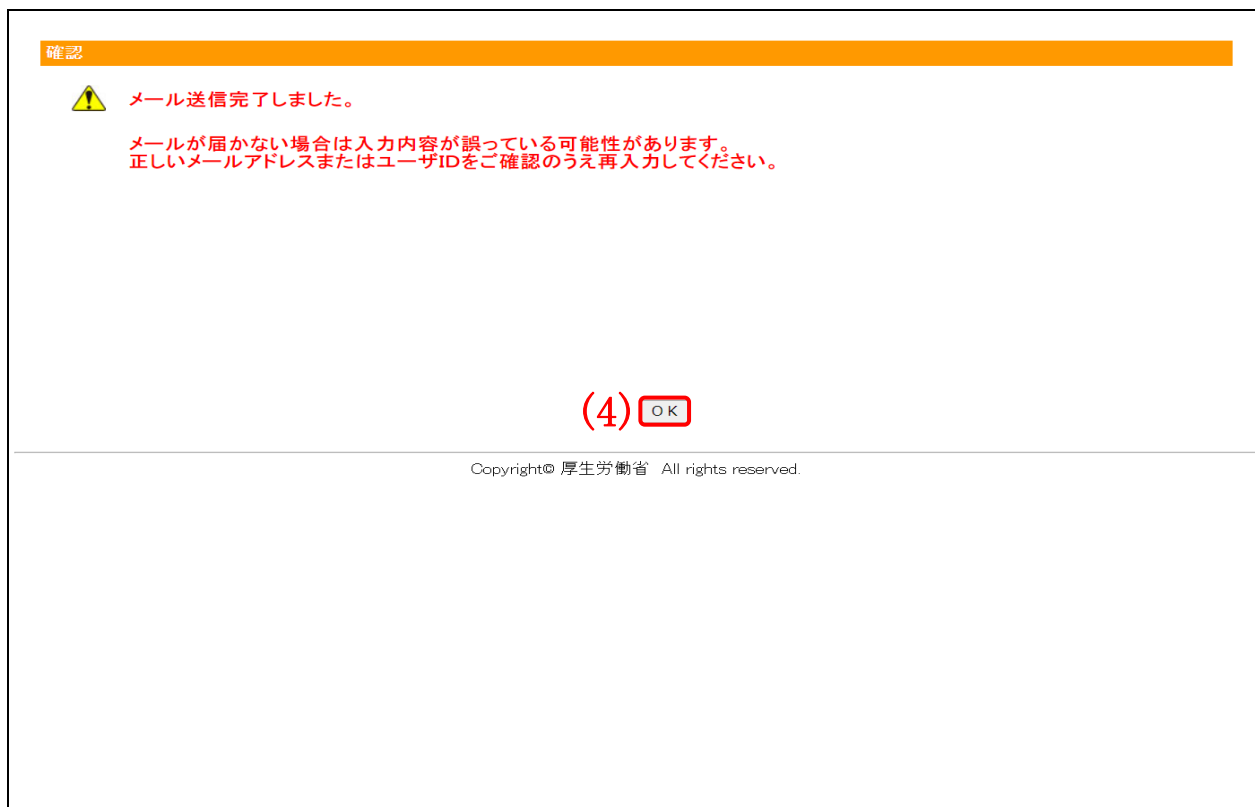 確認
メール送信完了しました。
メールが届かない場合は入力内容が誤っている可能性があります。
正しいメールアドレスまたはユーザIDをご確認のうえ再入力してください。
(4) OK
Copyright© 厚生労働省 All rights reserved.